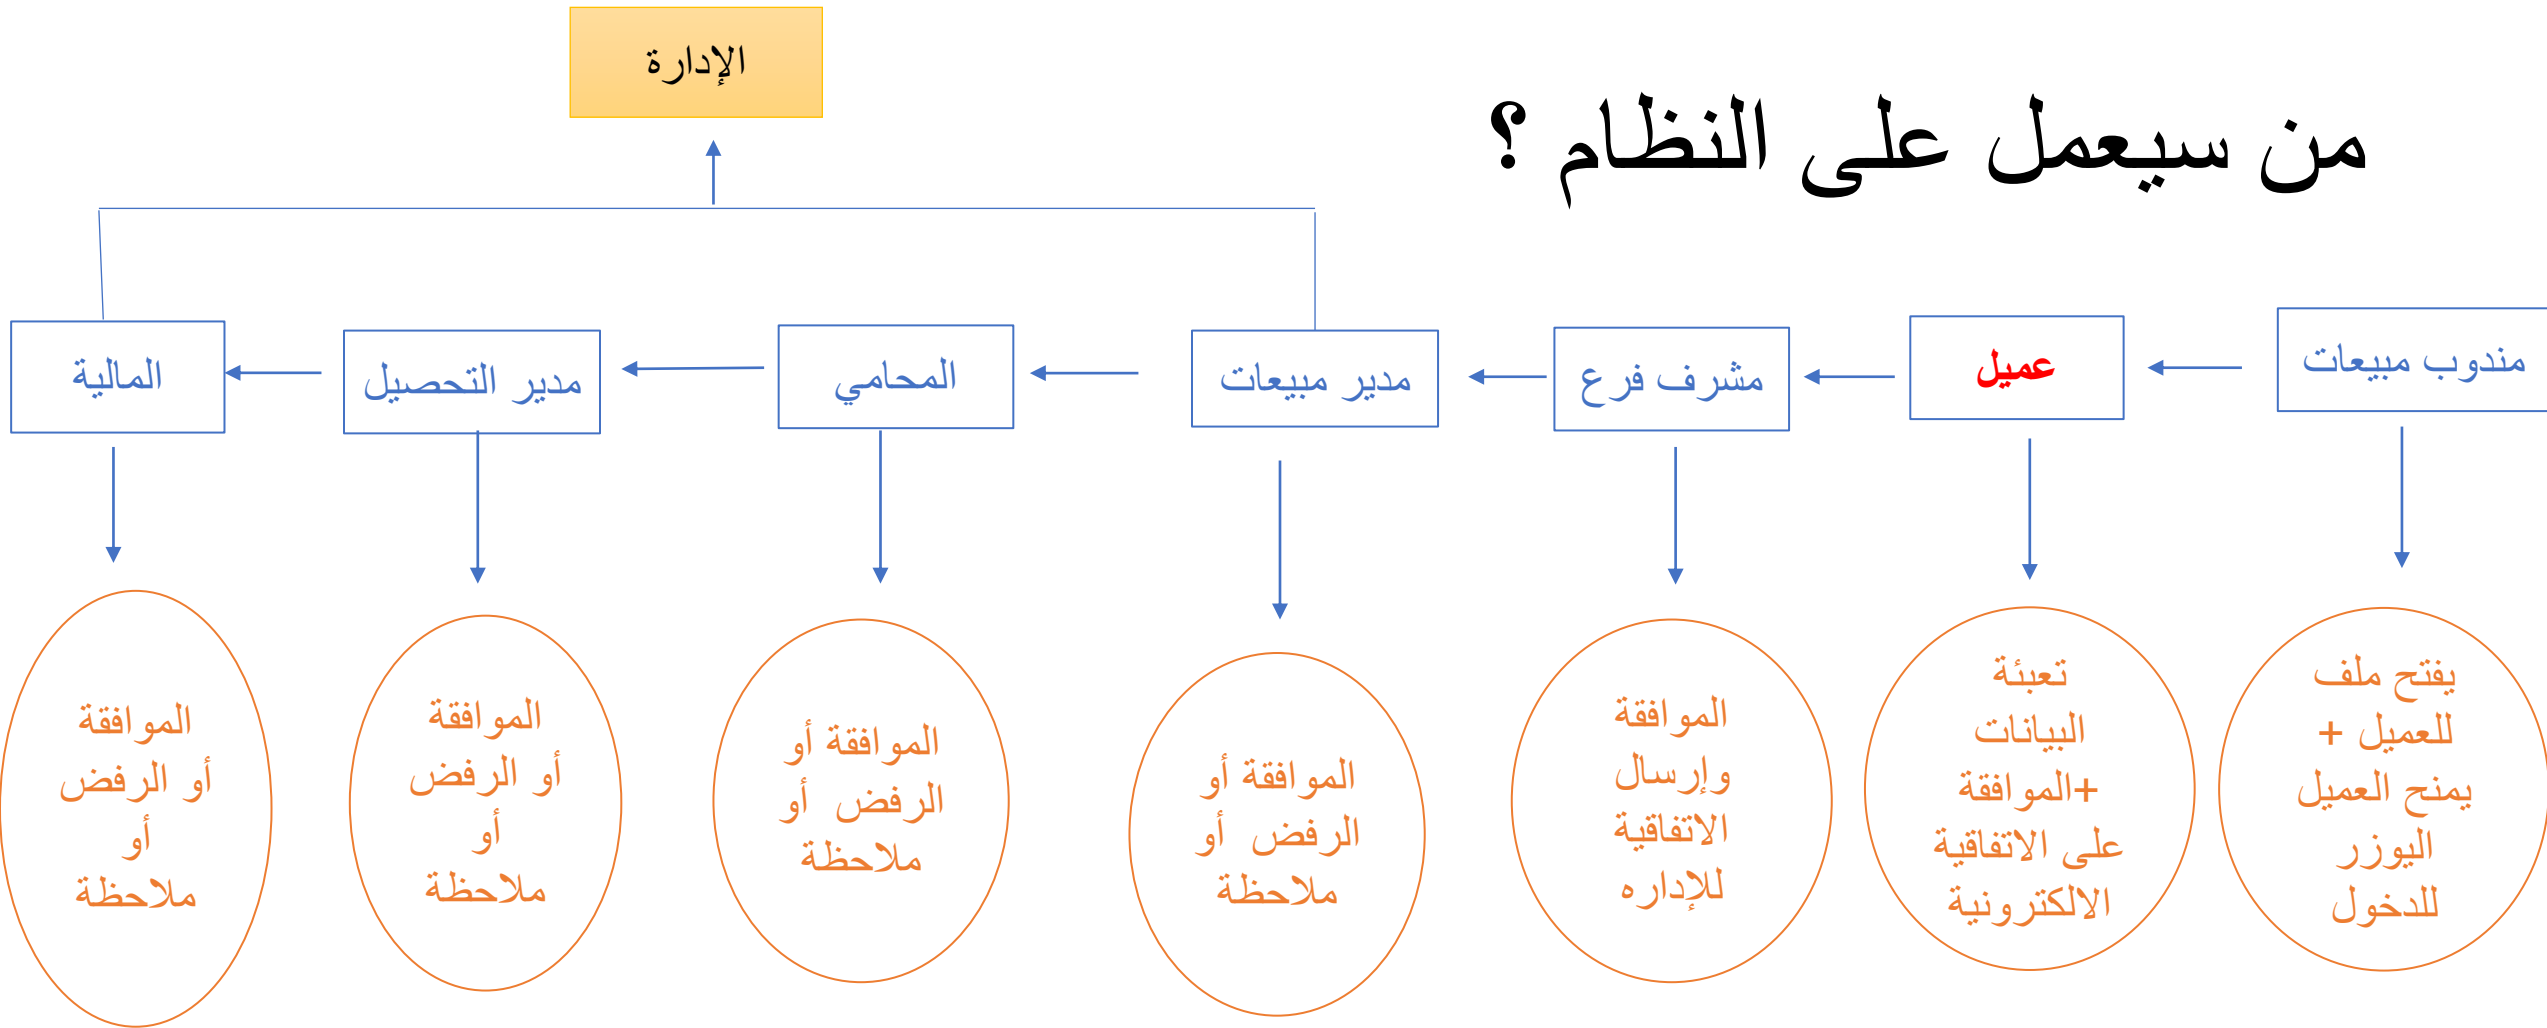 من سيعمل على النظام ؟
الإدارة
مندوب مبيعات
عميل
مشرف فرع
مدير مبيعات
المحامي
مدير التحصيل
المالية
يفتح ملف
للعميل +
يمنح العميل
اليوزر
للدخول
تعبئة
البيانات
+الموافقة
على الاتفاقية
الالكترونية
الموافقة
وإرسال
الاتفاقية
للإداره
الموافقة أو
الرفض أو
ملاحظة
الموافقة أو
الرفض أو
ملاحظة
الموافقة
أو الرفض
أو
ملاحظة
الموافقة
أو الرفض
أو
ملاحظة